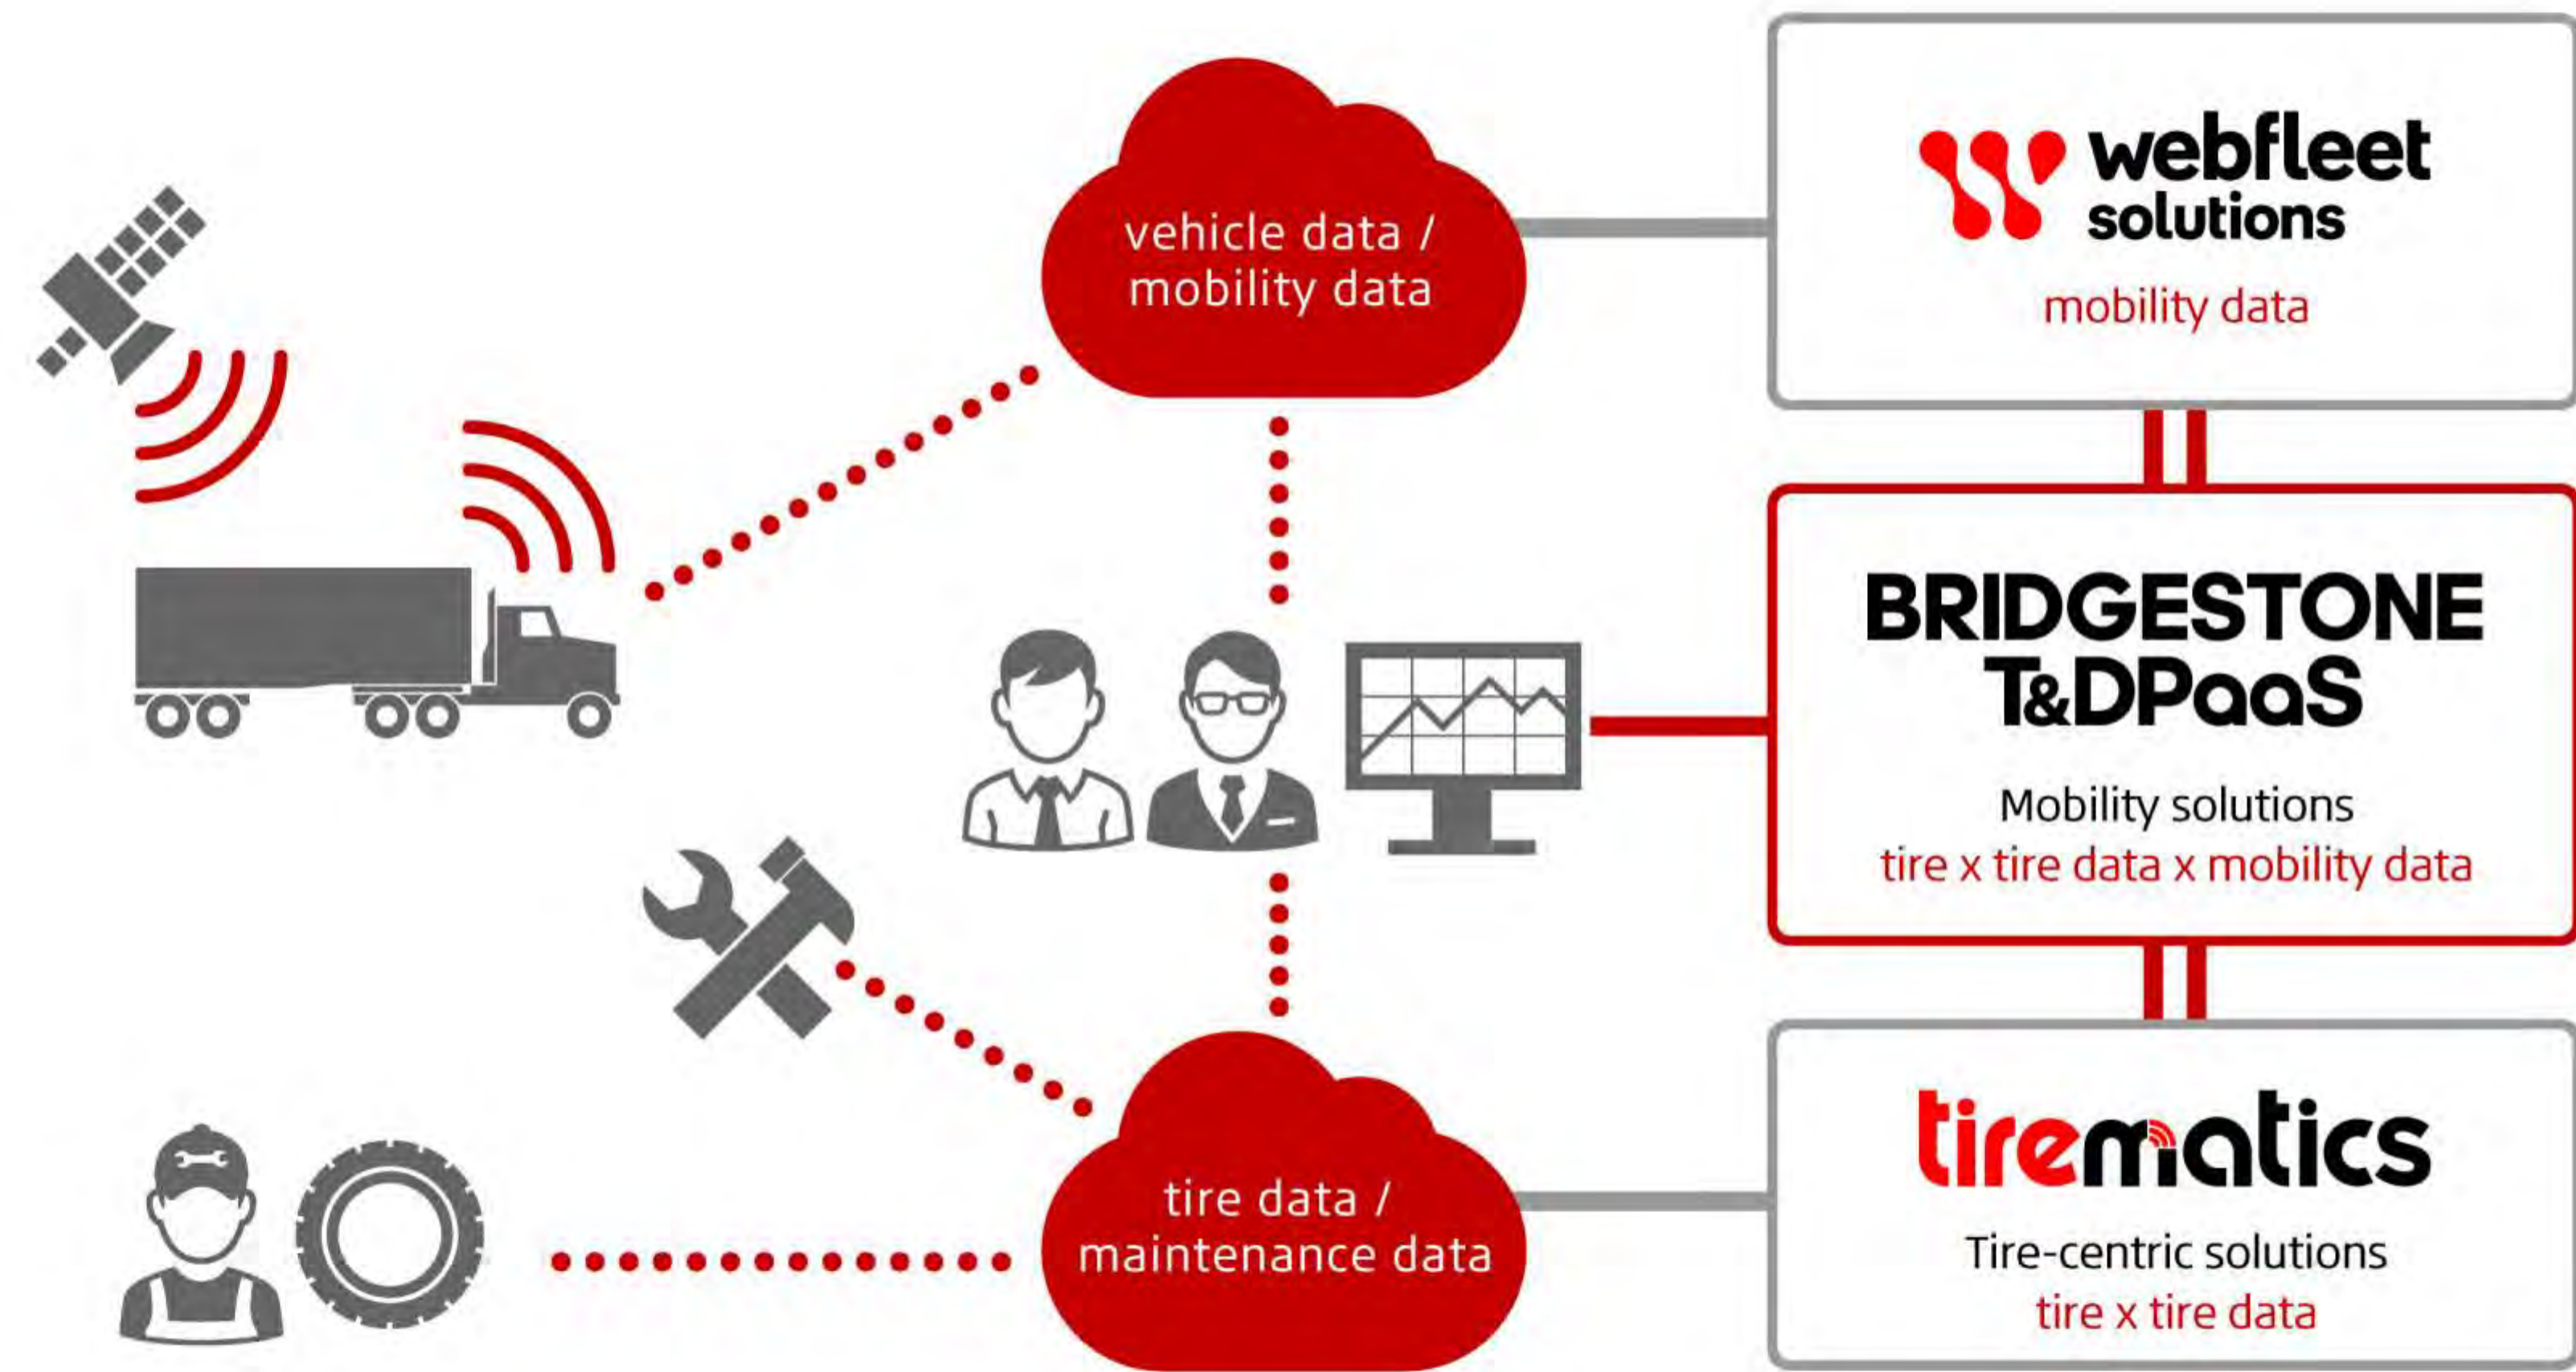 vehicle data /
mobility data
webfleet
solutions
mobility data
BRIDGESTONE
T&DPaaS
Mobility solutions
tire x tire data x mobility data
tire data /
maintenance data
tirematics
Tire-centric solutions
tire x tire data